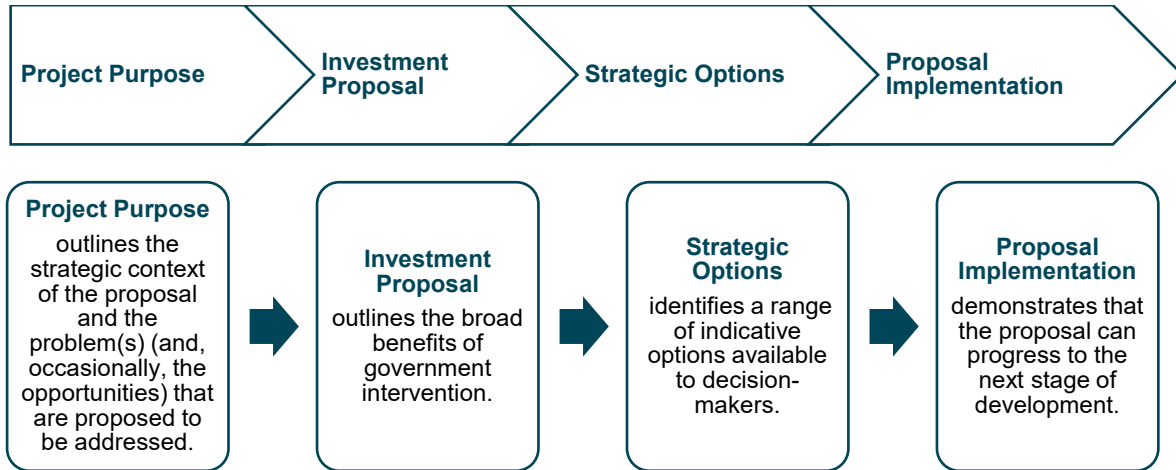 Project Purpose
Investment
Proposal
Strategic Options
Proposal
Implementation
Project Purpose
outlines the
strategic context
of the proposal
and the
problem(s) (and,
occasionally, the
opportunities) that
are proposed to
be addressed.
Investment
Proposal
outlines the broad
benefits of
government
intervention.
Strategic
Options
identifies a range
of indicative
options available
to decision-
makers.
Proposal
Implementation
demonstrates that
the proposal can
progress to the
next stage of
development.